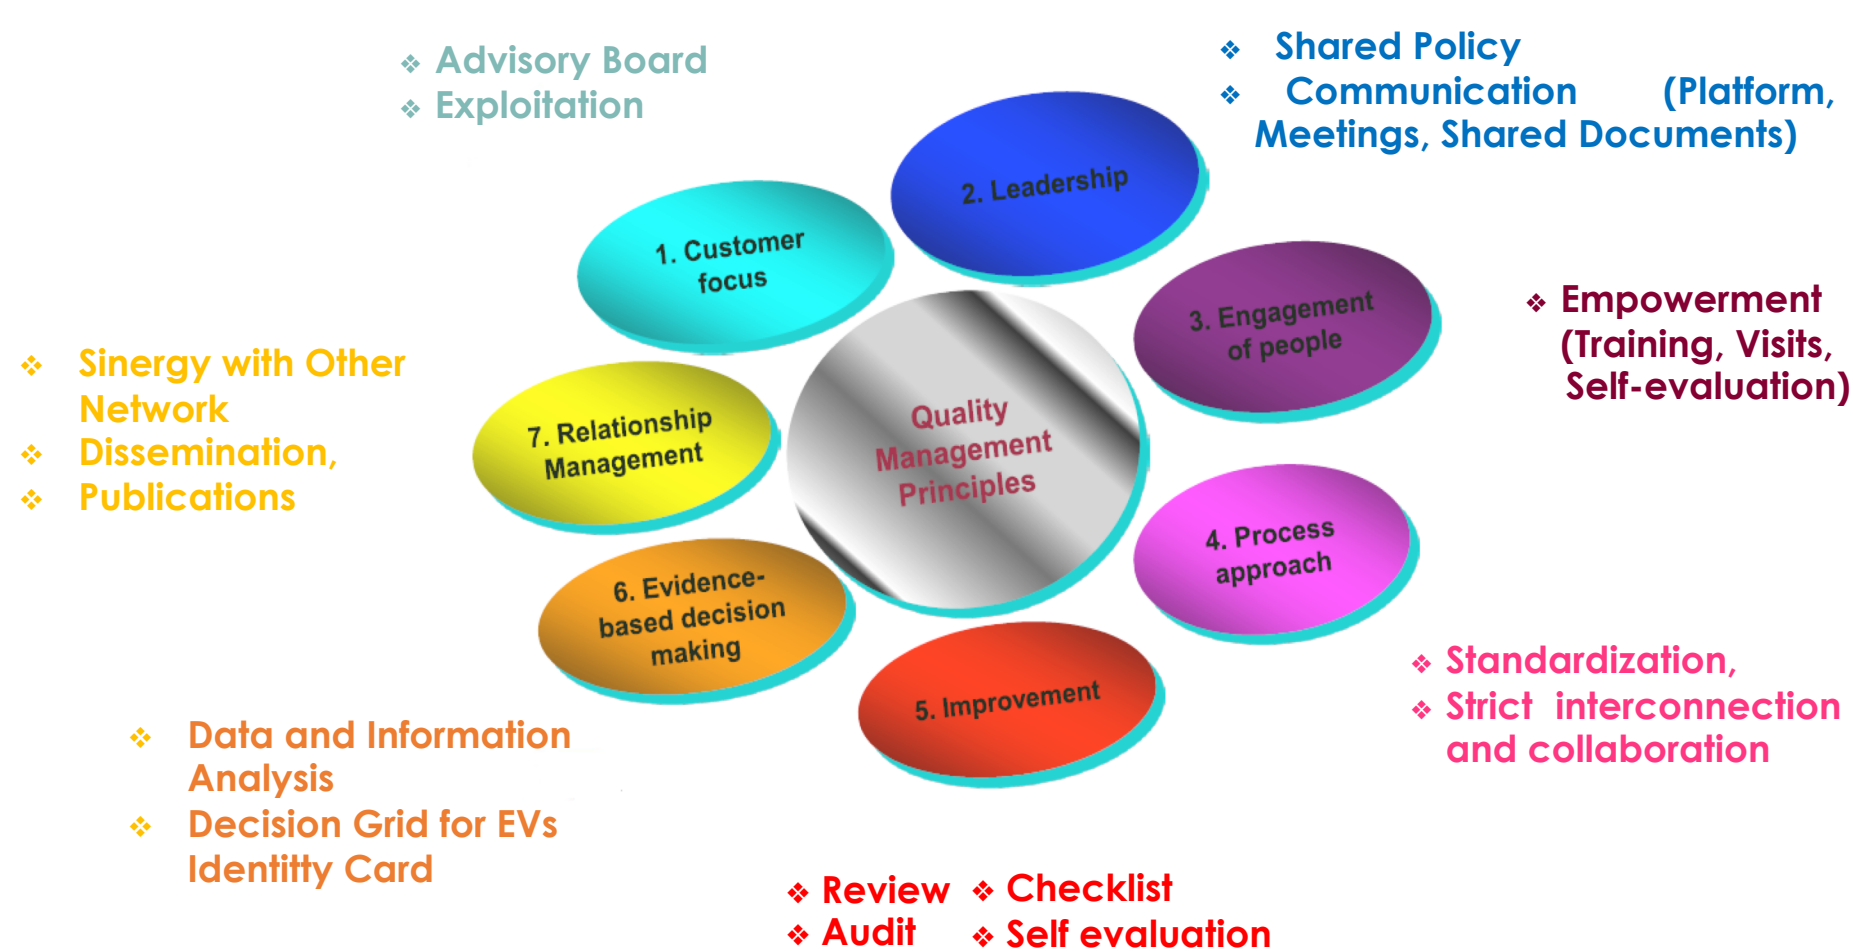 ❖ Advisory Board
❖ Exploitation
❖ Shared Policy
❖ Communication (Platform,
Meetings, Shared Documents)
1. Customer
focus
2. Leadership
3. Engagement
of people
❖ Empowerment
(Training, Visits,
Self-evaluation)
❖ Sinergy with Other
Network
❖ Dissemination,
❖ Publications
7. Relationship
Management
Quality
Management
Principles
4. Process
approach
6. Evidence-
based decision
making
5. Improvement
❖ Standardization,
❖ Strict interconnection
and collaboration
❖ Data and Information
Analysis
❖ Decision Grid for EVs
Identitty Card
❖ Review ❖ Checklist
❖ Audit ❖ Self evaluation